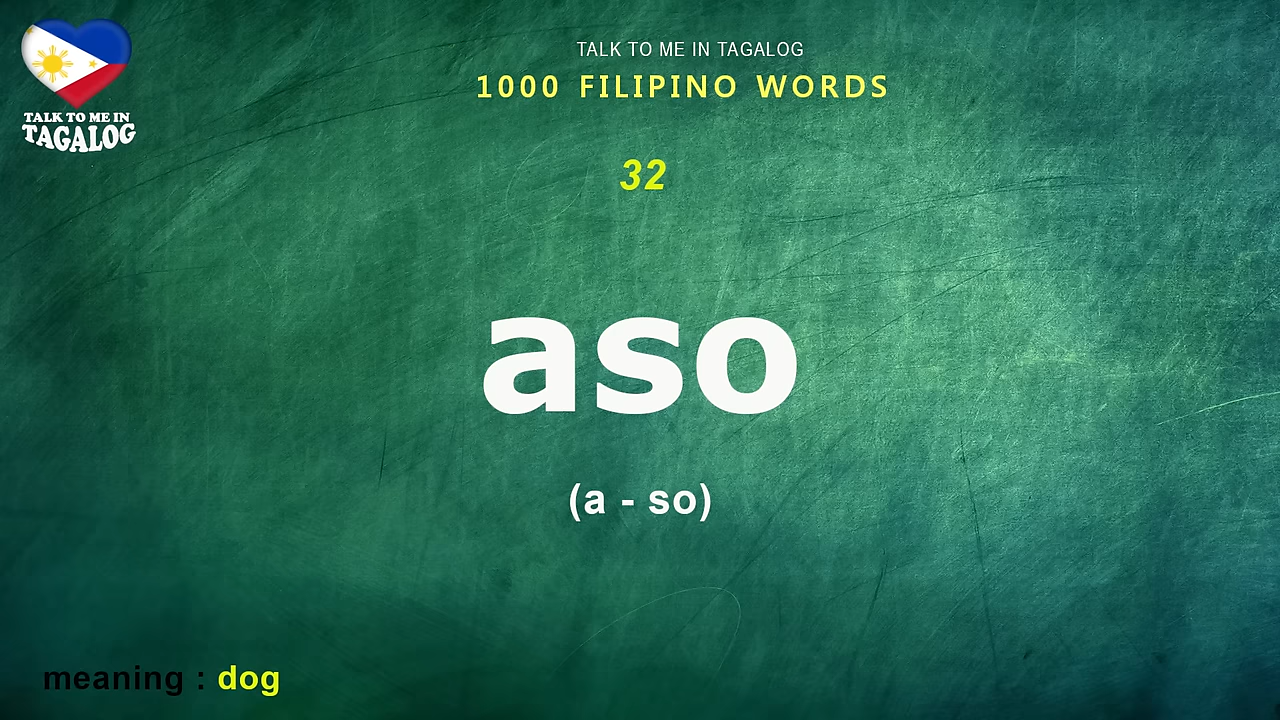 TALK TO ME IN
TAGALOG
TALK TO ME IN TAGALOG
1000 FILIPINO WORDS
32
aso
(a - so)
meaning : dog